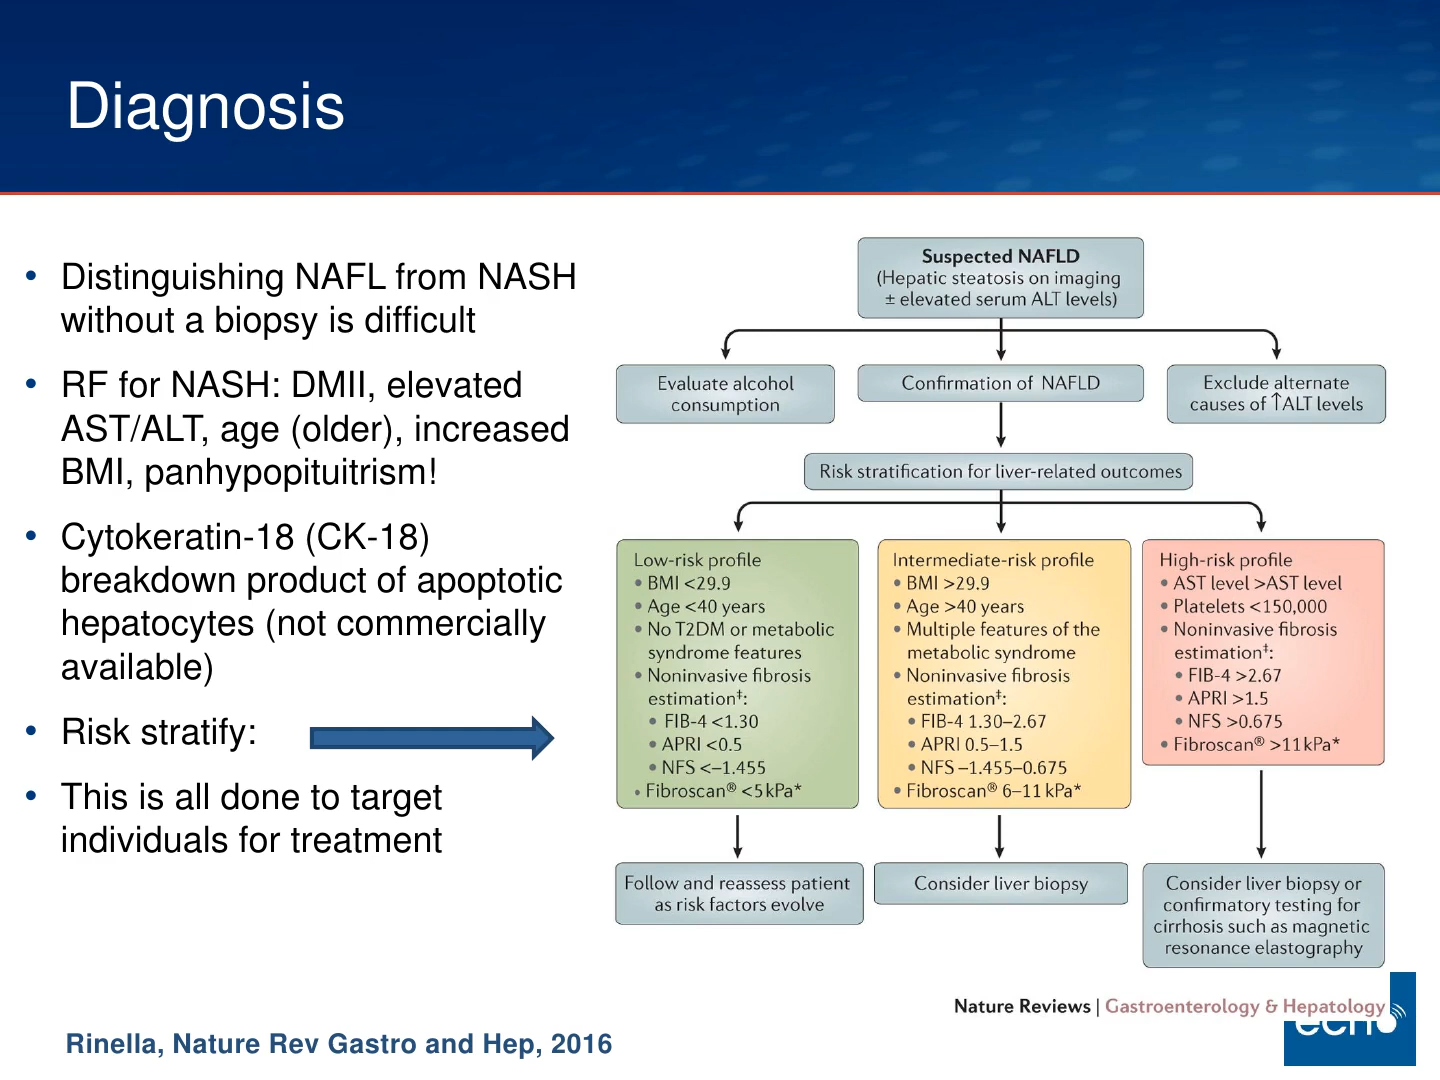 Diagnosis
• Distinguishing NAFL from NASH
without a biopsy is difficult
• RF for NASH: DMII, elevated
AST/ALT, age (older), increased
BMI, panhypopituitrism!
• Cytokeratin-18 (CK-18)
breakdown product of apoptotic
hepatocytes (not commercially
available)
• Risk stratify:
• This is all done to target
individuals for treatment
Suspected NAFLD
(Hepatic steatosis on imaging
± elevated serum ALT levels)
Evaluate alcohol
consumption
Confirmation of NAFLD
Exclude alternate
causes of ↑ALT levels
Risk stratification for liver-related outcomes
Low-risk profile
• BMI <29.9
• Age <40 years
• No T2DM or metabolic
syndrome features
• Noninvasive fibrosis
estimation‡:
• FIB-4 <1.30
• APRI <0.5
• NFS <–1.455
• Fibroscan® <5 kPa*
Intermediate-risk profile
• BMI >29.9
• Age >40 years
• Multiple features of the
metabolic syndrome
• Noninvasive fibrosis
estimation‡:
• FIB-4 1.30–2.67
• APRI 0.5–1.5
• NFS –1.455–0.675
• Fibroscan® 6–11 kPa*
High-risk profile
• AST level >AST level
• Platelets <150,000
• Noninvasive fibrosis
estimation‡:
• FIB-4 >2.67
• APRI >1.5
• NFS >0.675
• Fibroscan® >11 kPa*
Follow and reassess patient
as risk factors evolve
Consider liver biopsy
Consider liver biopsy or
confirmatory testing for
cirrhosis such as magnetic
resonance elastography
Nature Reviews | Gastroenterology & Hepatology
echo
Rinella, Nature Rev Gastro and Hep, 2016